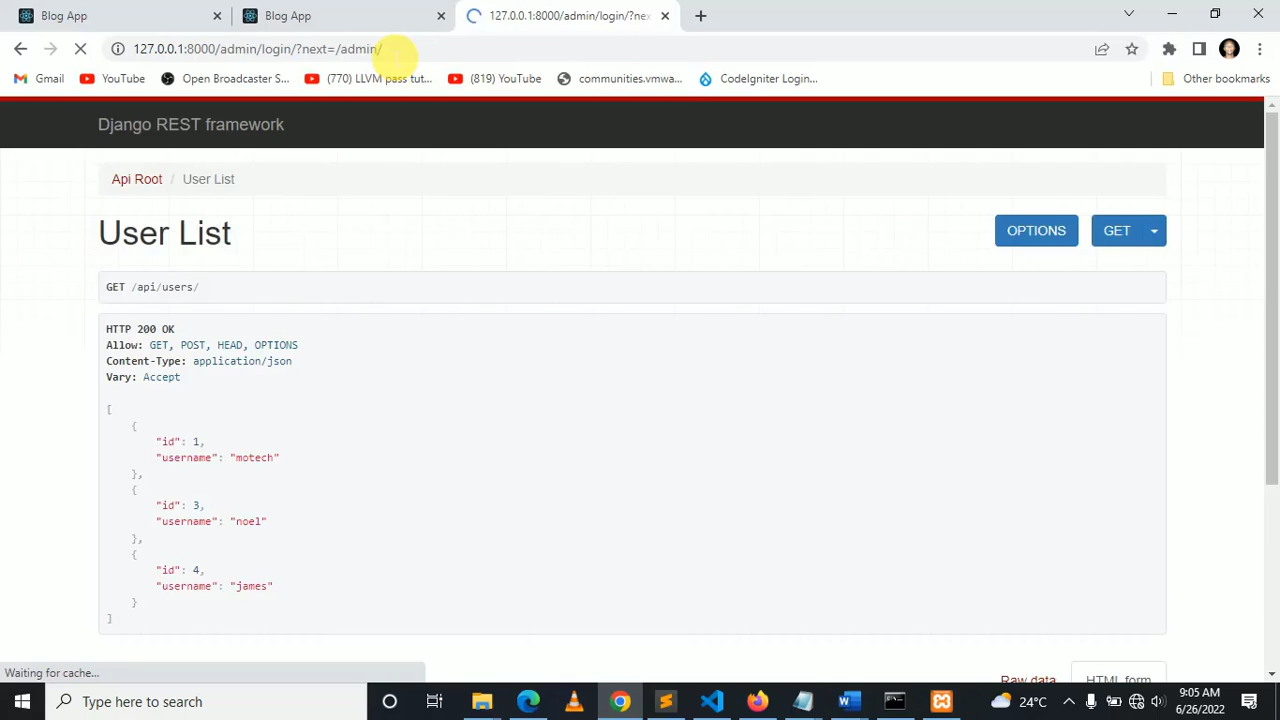 Blog App
Blog App
127.0.0.1:8000/admin/login/?nex
127.0.0.1:8000/admin/login/?next=/admin/
Gmail
YouTube
Open Broadcaster S...
(770) LLVM pass tut...
(819) YouTube
communities.vmwa...
CodeIgniter Login...
Other bookmarks
Django REST framework
Api Root / User List
User List
OPTIONS
GET
GET /api/users/
HTTP 200 OK
Allow: GET, POST, HEAD, OPTIONS
Content-Type: application/json
Vary: Accept
[
{
"id": 1,
"username": "motech"
},
{
"id": 3,
"username": "noel"
},
{
"id": 4,
"username": "james"
}
]
Waiting for cache...
Raw data
HTML form
Type here to search
24°C
9:05 AM
6/26/2022